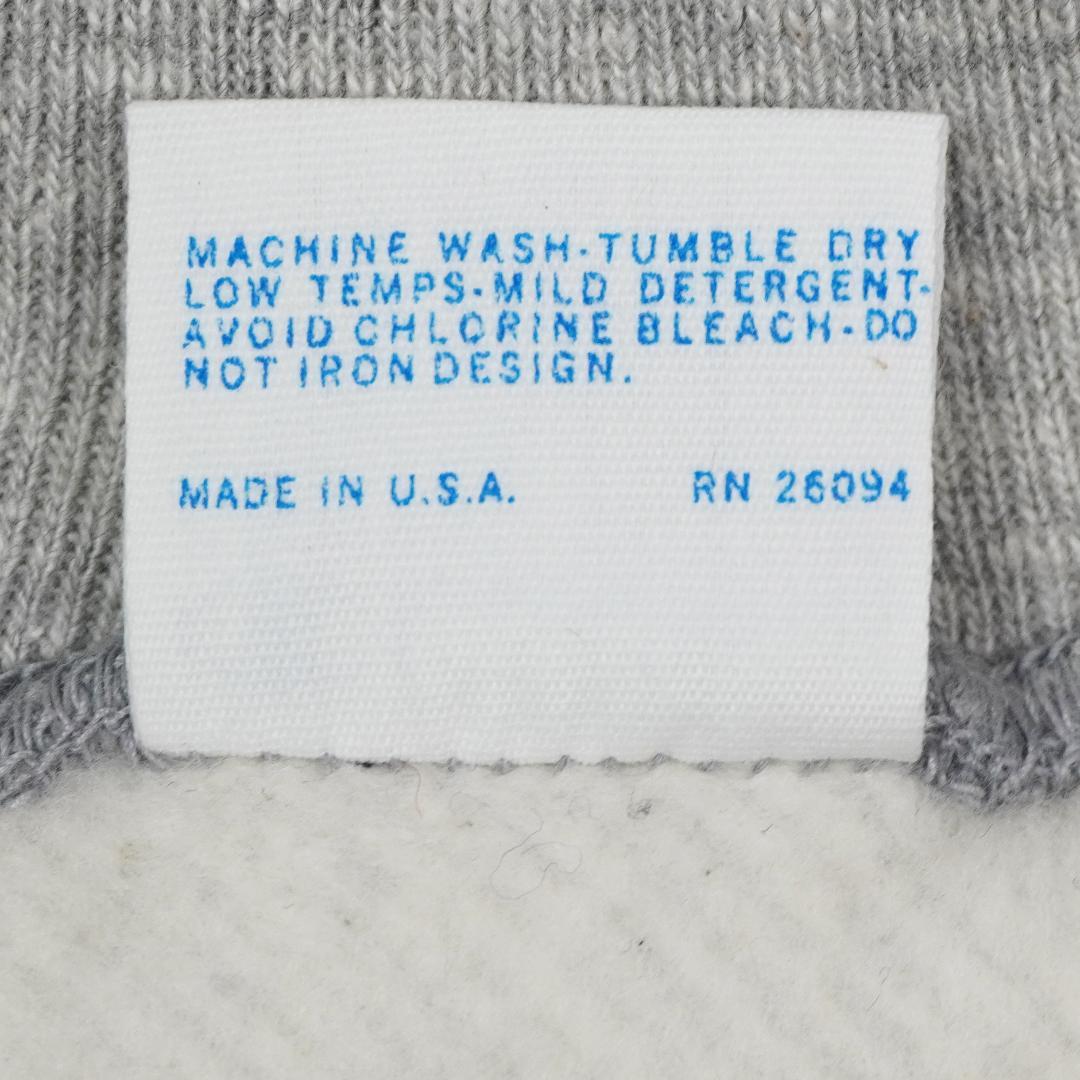 MACHINE WASH-TUMBLE DRY
LOW TEMPS-MILD DETERGENT-
AVOID CHLORINE BLEACH-DO
NOT IRON DESIGN.
MADE IN U.S.A. RN 26094